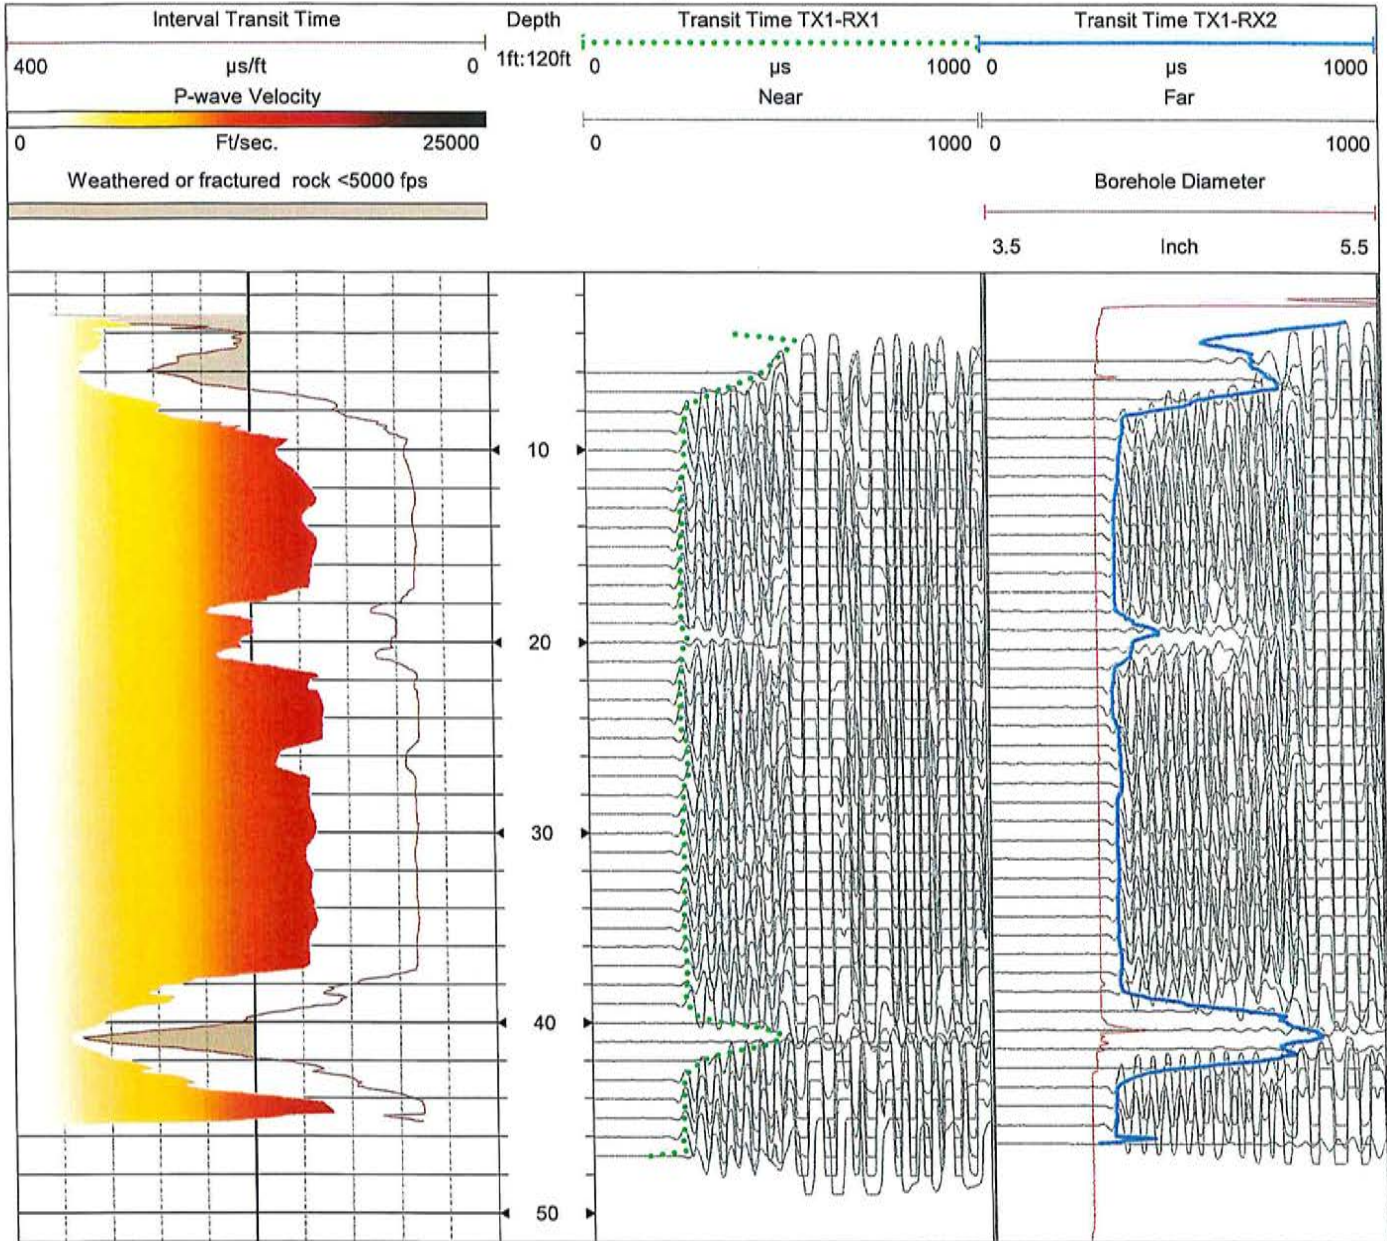 Interval Transit Time
Depth
Transit Time TX1-RX1
Transit Time TX1-RX2
400 µs/ft 0
1ft:120ft
0 µs 1000
0 µs 1000
P-wave Velocity
Near
Far
0 Ft/sec. 25000
0 1000
0 1000
Weathered or fractured rock <5000 fps
Borehole Diameter
3.5 Inch 5.5
10
20
30
40
50